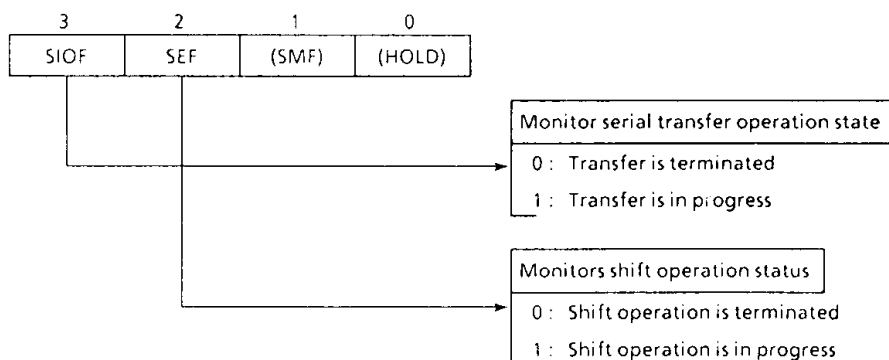 3 2 1 0
SIOF SEF (SMF) (HOLD)
Monitor serial transfer operation state
0 : Transfer is terminated
1 : Transfer is in progress
Monitors shift operation status
0 : Shift operation is terminated
1 : Shift operation is in progress